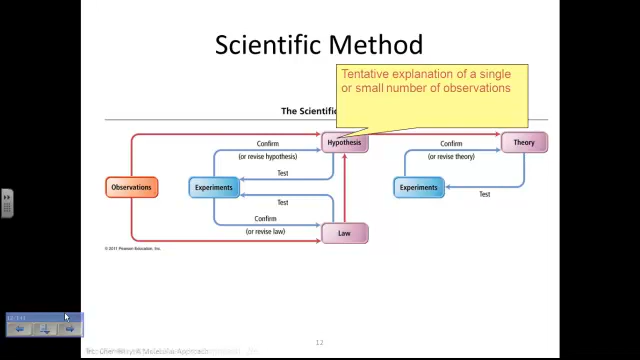 Scientific Method
Tentative explanation of a single
or small number of observations
The Scientific
Confirm
(or revise hypothesis)
Hypothesis
Confirm
(or revise theory)
Theory
Test
Observations
Experiments
Experiments
Test
Test
Confirm
(or revise law)
Law
© 2011 Pearson Education, Inc.
12